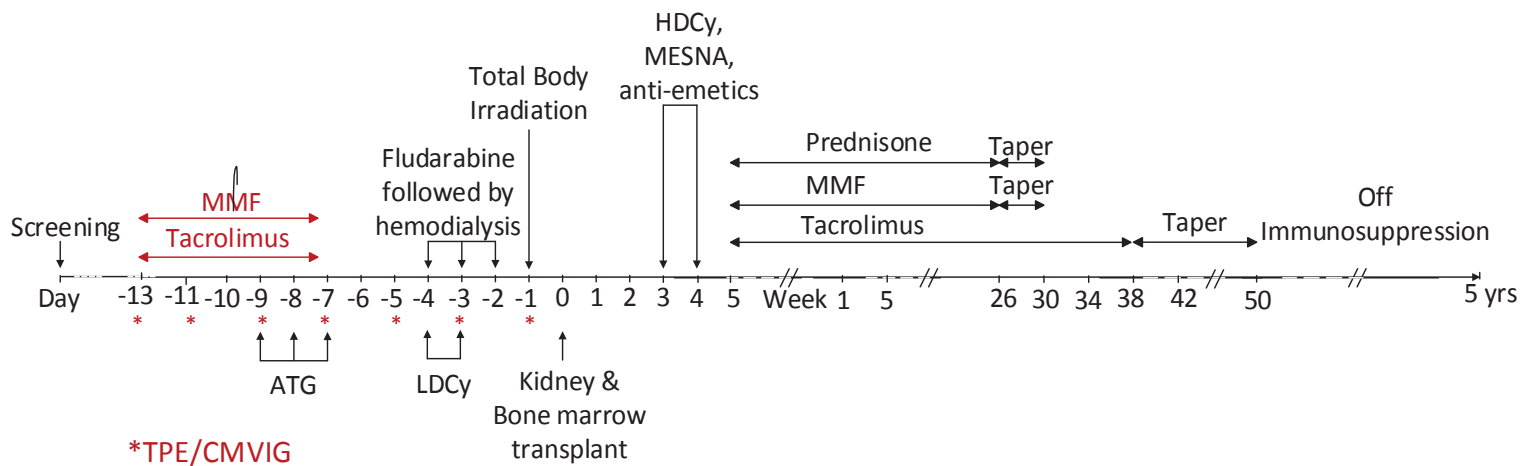 HDCy,
MESNA,
anti-emetics
Total Body
Irradiation
Fludarabine
followed by
hemodialysis
Prednisone
Taper
MMF
Taper
Tacrolimus
Taper
Off
Immunosuppression
MMF
Tacrolimus
Screening
Day -13 -11 -10 -9 -8 -7 -6 -5 -4 -3 -2 -1 0 1 2 3 4 5 Week 1 5 26 30 34 38 42 50 5 yrs
* * * * * * *
ATG
LDCy
Kidney &
Bone marrow
transplant
*TPE/CMVIG